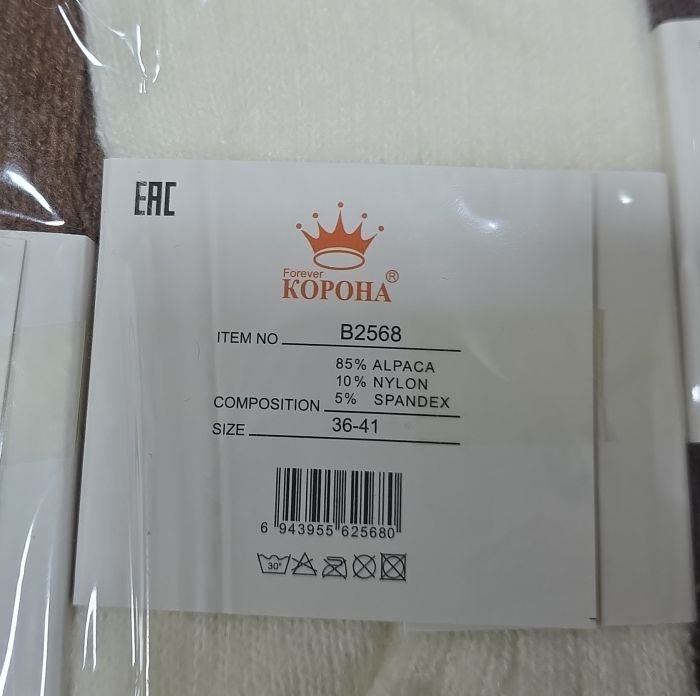 EAC
Forever
КОРОНА ®
ITEM NO B2568
85% ALPACA
10% NYLON
COMPOSITION 5% SPANDEX
SIZE 36-41
6 943955 625680
30°